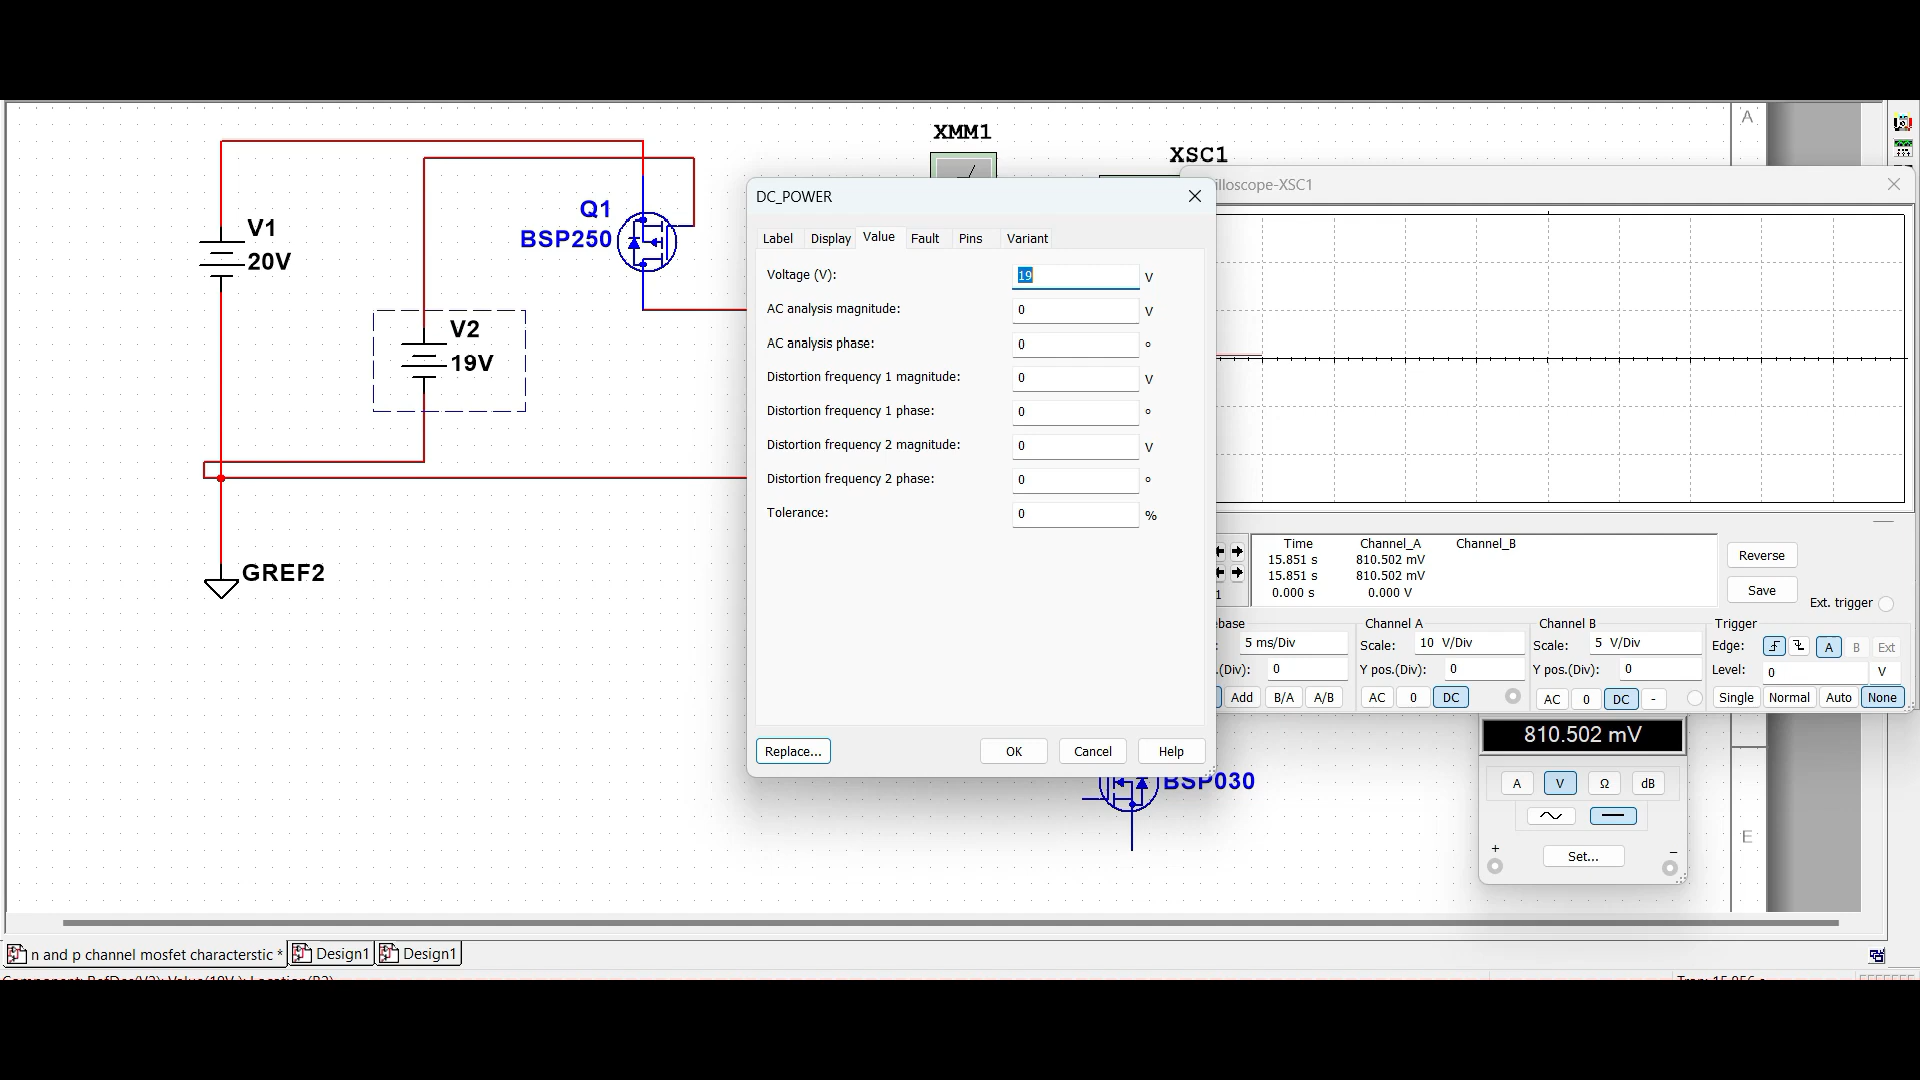 XMM1
XSC1
A
Q1
BSP250
V1
20V
V2
19V
GREF2
BSP030
E
DC_POWER
Label Display Value Fault Pins Variant
Voltage (V): 19 V
AC analysis magnitude: 0 V
AC analysis phase: 0 °
Distortion frequency 1 magnitude: 0 V
Distortion frequency 1 phase: 0 °
Distortion frequency 2 magnitude: 0 V
Distortion frequency 2 phase: 0 °
Tolerance: 0 %
Replace... OK Cancel Help
illoscope-XSC1
Time Channel_A Channel_B
15.851 s 810.502 mV
15.851 s 810.502 mV
0.000 s 0.000 V
1
Reverse
Save
Ext. trigger
base Channel A Channel B Trigger
: 5 ms/Div Scale: 10 V/Div Scale: 5 V/Div Edge: A B Ext
.(Div): 0 Y pos.(Div): 0 Y pos.(Div): 0 Level: 0 V
Add B/A A/B AC 0 DC AC 0 DC - Single Normal Auto None
810.502 mV
A V Ω dB
+ −
Set...
n and p channel mosfet characterstic * Design1 Design1